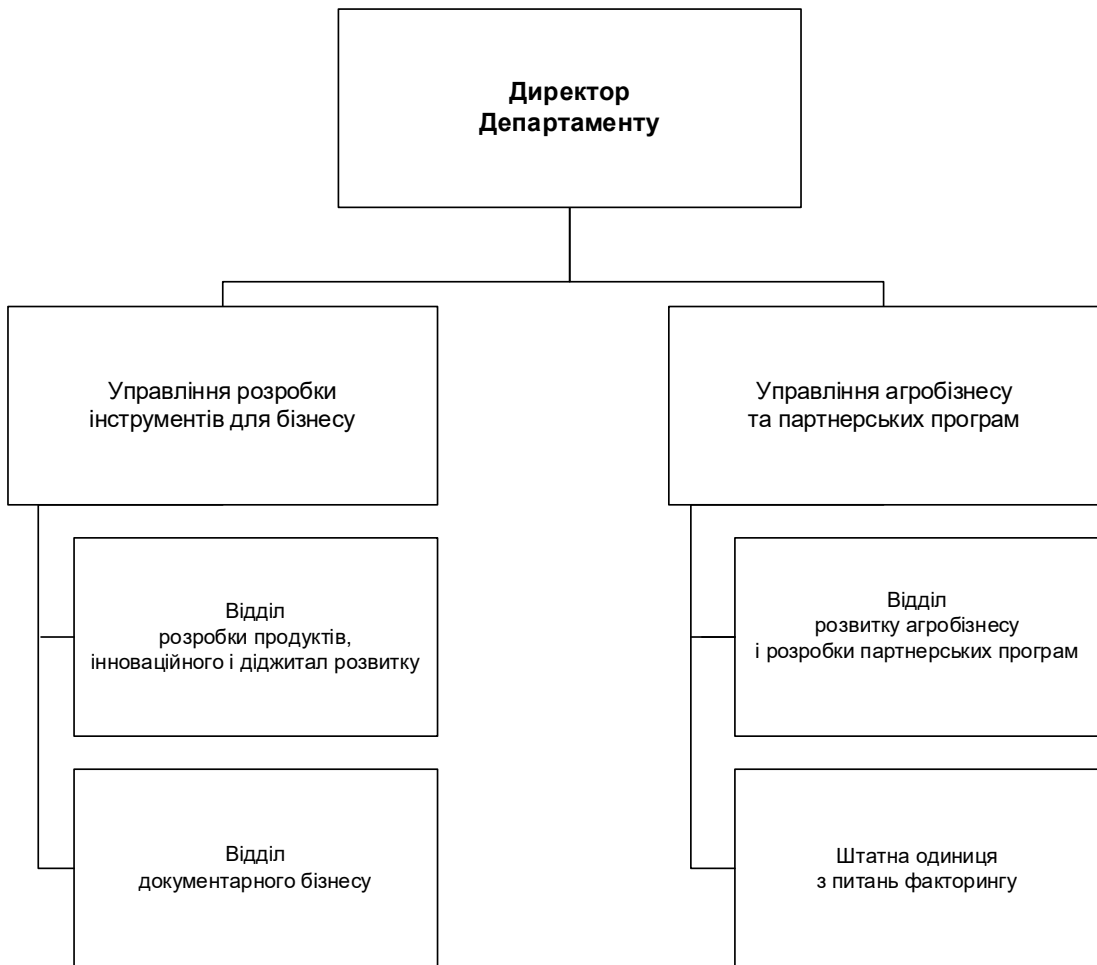 Директор
Департаменту
Управління розробки
інструментів для бізнесу
Управління агробізнесу
та партнерських програм
Відділ
розробки продуктів,
інноваційного і діджитал розвитку
Відділ
розвитку агробізнесу
і розробки партнерських програм
Відділ
документарного бізнесу
Штатна одиниця
з питань факторингу